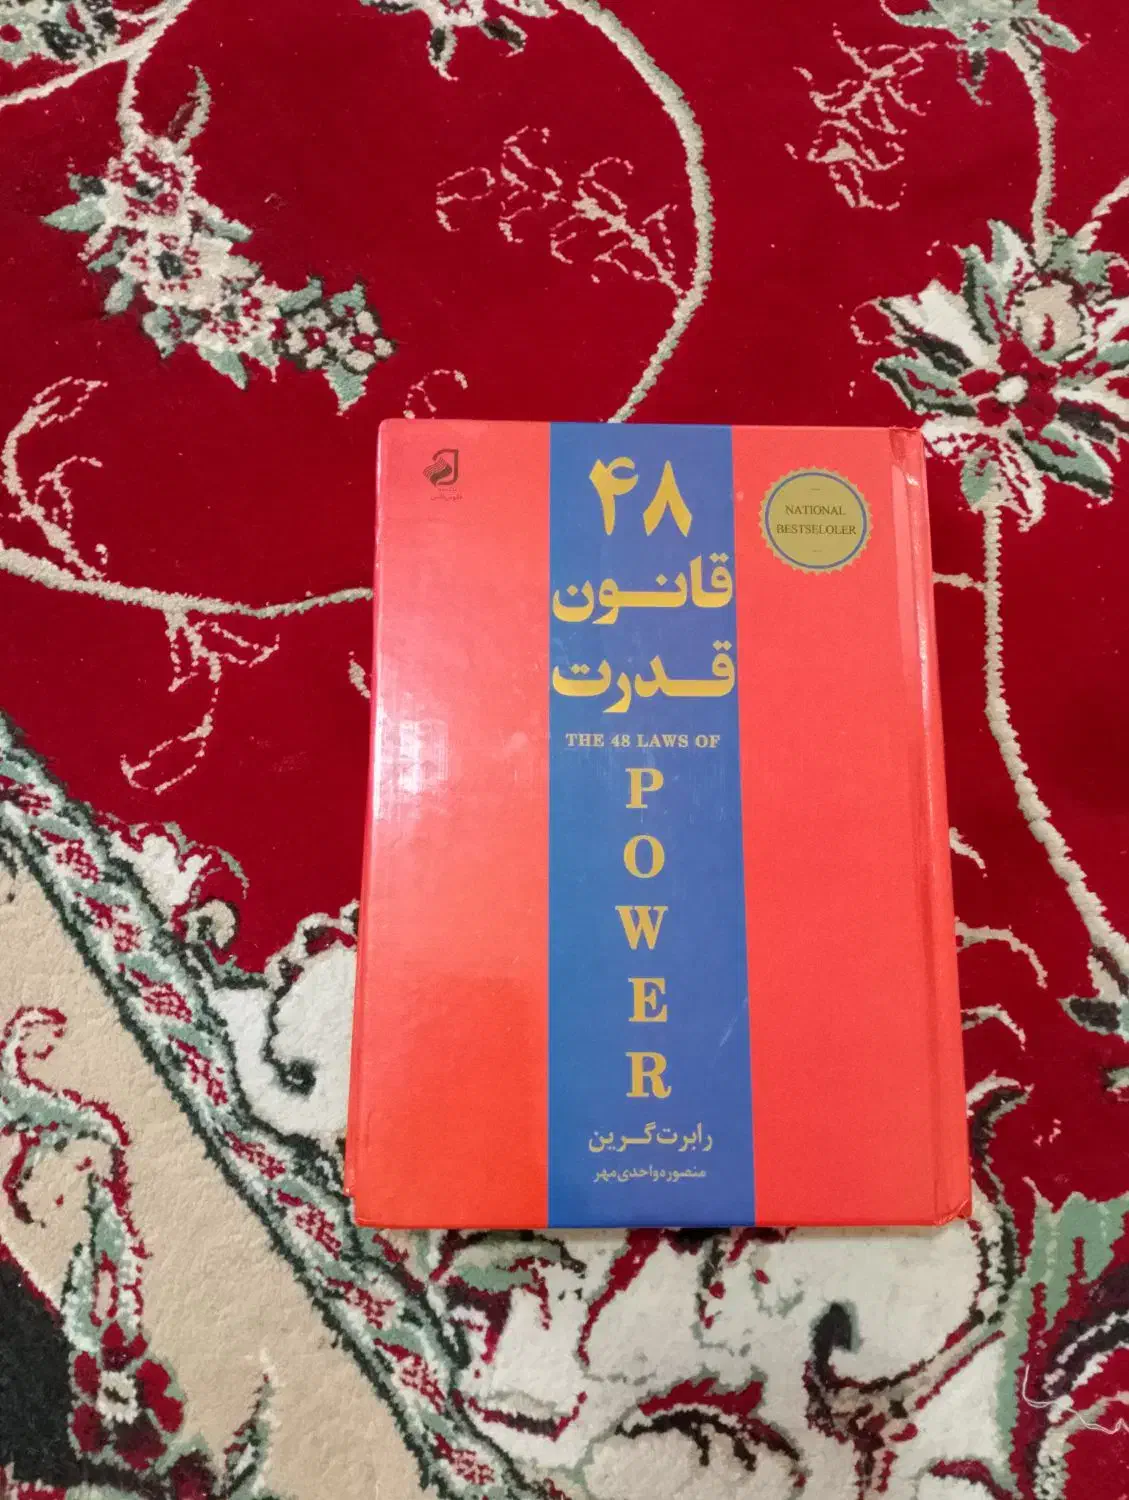 ۴۸
قانون
قدرت
THE 48 LAWS OF
POWER
رابرت گرین
منصوره واحدی مهر
NATIONAL
BESTSELOLER